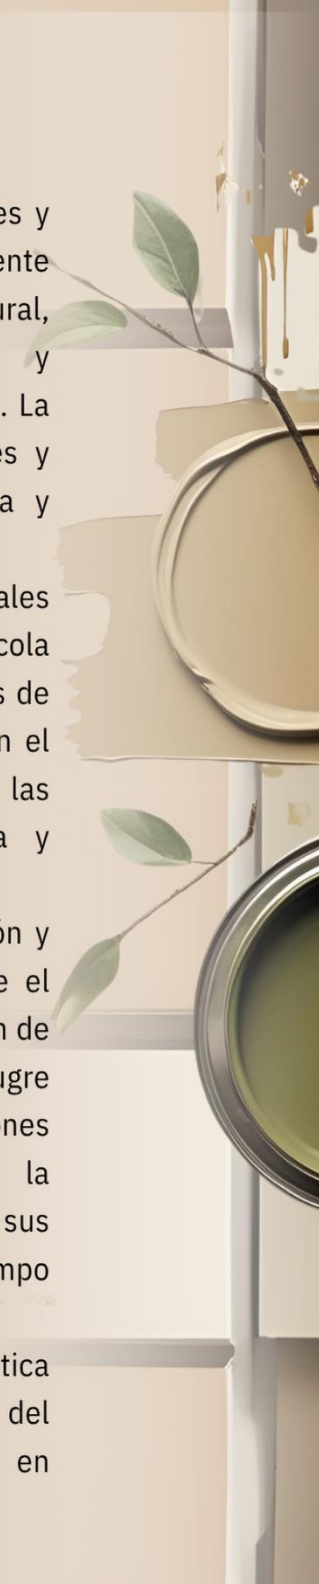 es y
ente
ural,
y
. La
es y
a y
ales
cola
s de
n el
las
a y
ón y
e el
n de
ugre
ones
la
sus
mpo
tica
del
en